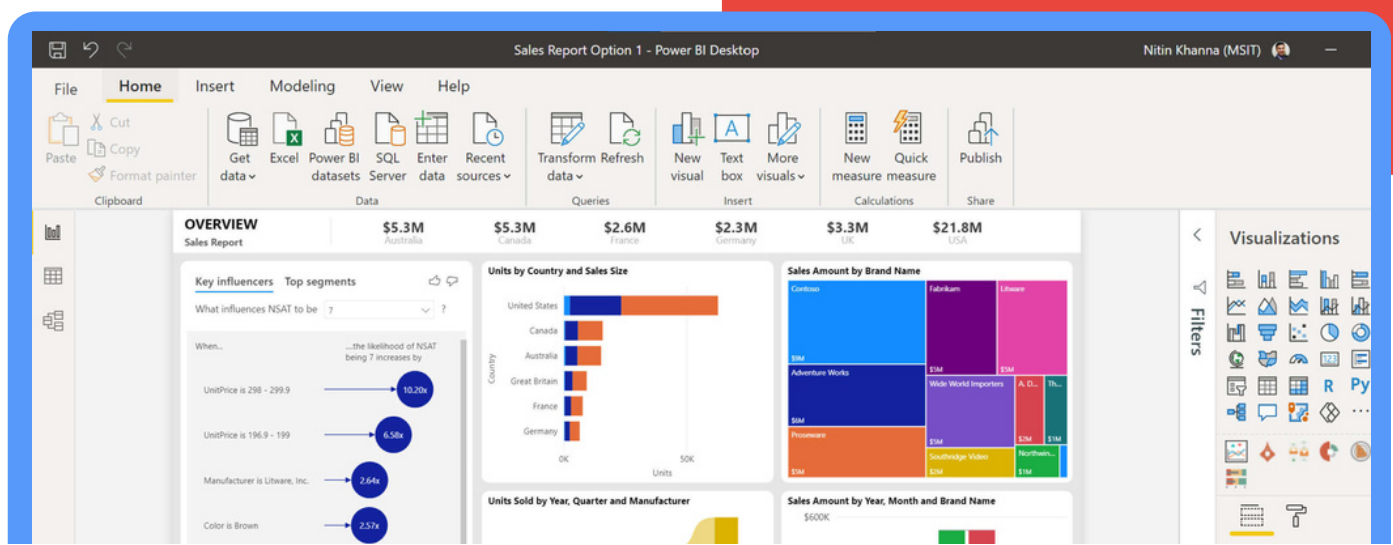 Sales Report Option 1 - Power BI Desktop
Nitin Khanna (MSIT)
File Home Insert Modeling View Help
Paste
Cut
Copy
Format painter
Clipboard
Get data
Excel
Power BI datasets
SQL Server
Enter data
Recent sources
Data
Transform data
Refresh
Queries
New visual
Text box
More visuals
Insert
New measure
Quick measure
Calculations
Publish
Share
OVERVIEW
Sales Report
$5.3M
Australia
$5.3M
Canada
$2.6M
France
$2.3M
Germany
$3.3M
UK
$21.8M
USA
Key influencers Top segments
What influences NSAT to be 7 ?
When...
...the likelihood of NSAT
being 7 increases by
UnitPrice is 298 - 299.9
10.20x
UnitPrice is 196.9 - 199
6.58x
Manufacturer is Litware, Inc.
2.64x
Color is Brown
2.57x
Units by Country and Sales Size
Country
United States
Canada
Australia
Great Britain
France
Germany
0K 50K
Units
Sales Amount by Brand Name
Contoso
$9M
Fabrikam
$5M
Litware
$5M
Adventure Works
$6M
Wide World Importers
$5M
A. D...
$2M
Th...
$1M
Proseware
$5M
Southridge Video
$2M
Northwin...
$1M
Units Sold by Year, Quarter and Manufacturer
Sales Amount by Year, Month and Brand Name
$600K
Filters
Visualizations
123
R Py